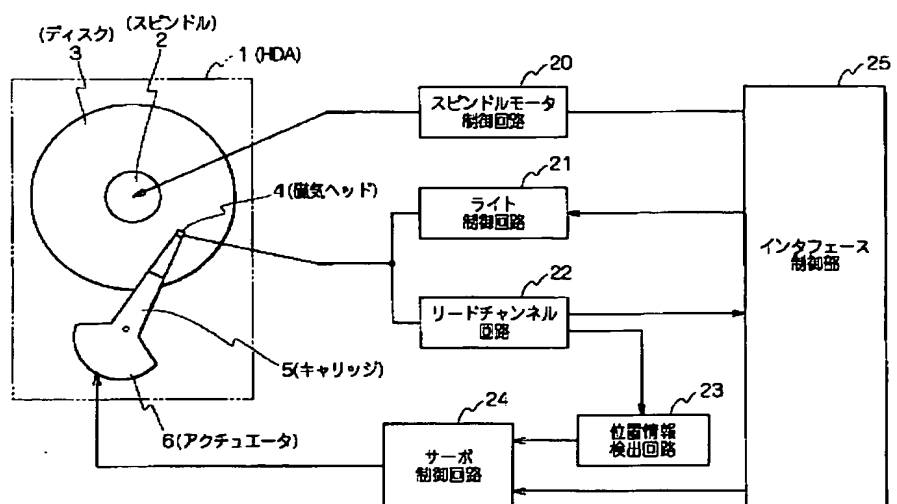 (スピンドル)
2
(ディスク)
3
1(HDA)
20
スピンドルモータ
制御回路
25
4(磁気ヘッド)
21
ライト
制御回路
インタフェース
制御部
22
リードチャンネル
回路
5(キャリッジ)
6(アクチュエータ)
24
サーボ
制御回路
23
位置情報
検出回路